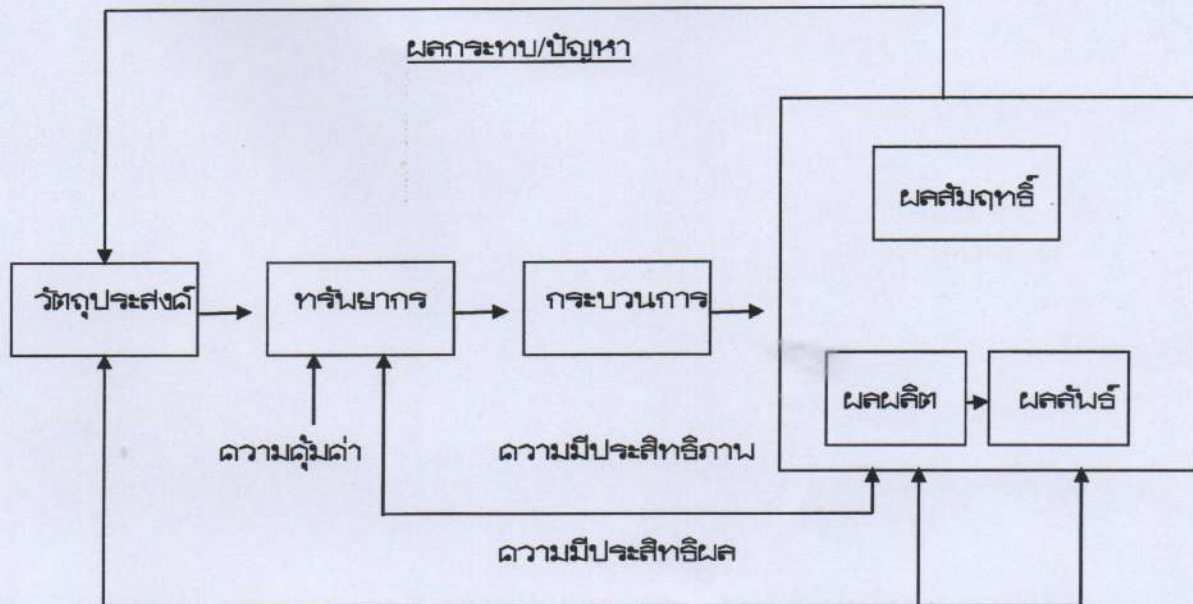 ผลกระทบ/ปัญหา
ผลสัมฤทธิ์
วัตถุประสงค์
ทรัพยากร
กระบวนการ
ผลผลิต
ผลลัพธ์
ความคุ้มค่า
ความมีประสิทธิภาพ
ความมีประสิทธิผล